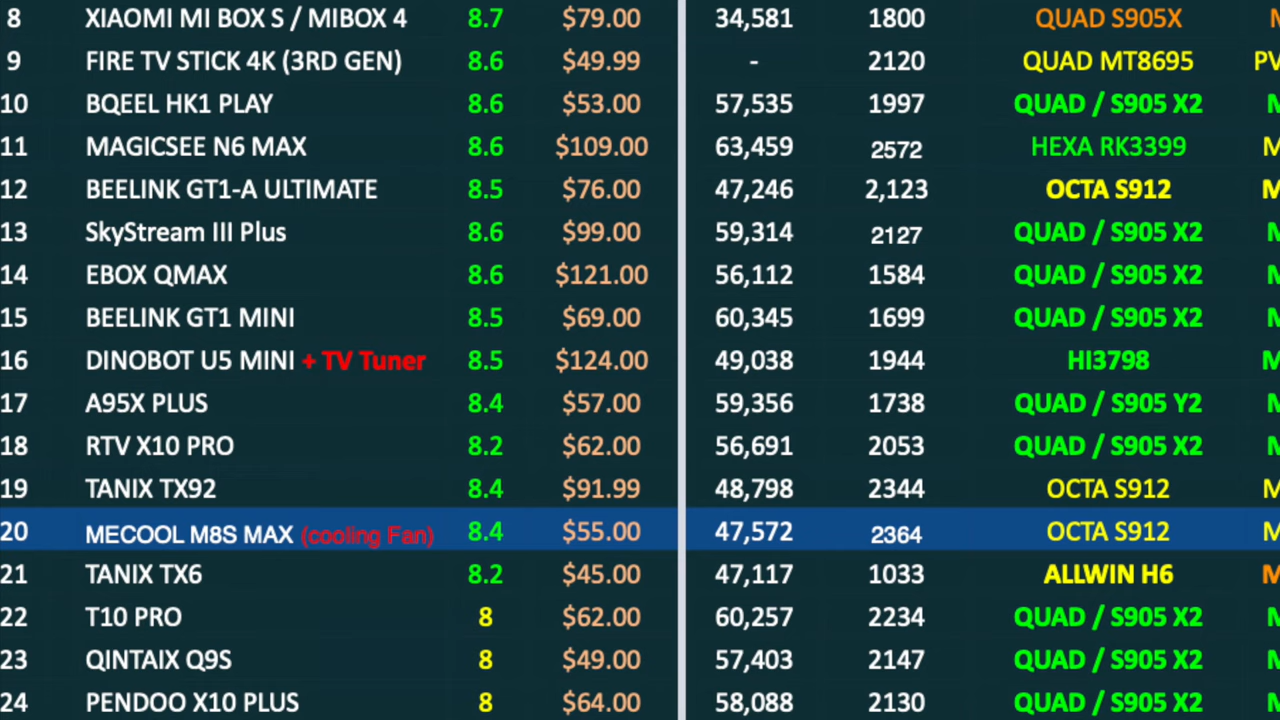 8 XIAOMI MI BOX S / MIBOX 4 8.7 $79.00 34,581 1800 QUAD S905X M
9 FIRE TV STICK 4K (3RD GEN) 8.6 $49.99 - 2120 QUAD MT8695 PV
10 BQEEL HK1 PLAY 8.6 $53.00 57,535 1997 QUAD / S905 X2 M
11 MAGICSEE N6 MAX 8.6 $109.00 63,459 2572 HEXA RK3399 M
12 BEELINK GT1-A ULTIMATE 8.5 $76.00 47,246 2,123 OCTA S912 M
13 SkyStream III Plus 8.6 $99.00 59,314 2127 QUAD / S905 X2 M
14 EBOX QMAX 8.6 $121.00 56,112 1584 QUAD / S905 X2 M
15 BEELINK GT1 MINI 8.5 $69.00 60,345 1699 QUAD / S905 X2 M
16 DINOBOT U5 MINI + TV Tuner 8.5 $124.00 49,038 1944 HI3798 M
17 A95X PLUS 8.4 $57.00 59,356 1738 QUAD / S905 Y2 M
18 RTV X10 PRO 8.2 $62.00 56,691 2053 QUAD / S905 X2 M
19 TANIX TX92 8.4 $91.99 48,798 2344 OCTA S912 M
20 MECOOL M8S MAX (cooling Fan) 8.4 $55.00 47,572 2364 OCTA S912 M
21 TANIX TX6 8.2 $45.00 47,117 1033 ALLWIN H6 M
22 T10 PRO 8 $62.00 60,257 2234 QUAD / S905 X2 M
23 QINTAIX Q9S 8 $49.00 57,403 2147 QUAD / S905 X2 M
24 PENDOO X10 PLUS 8 $64.00 58,088 2130 QUAD / S905 X2 M